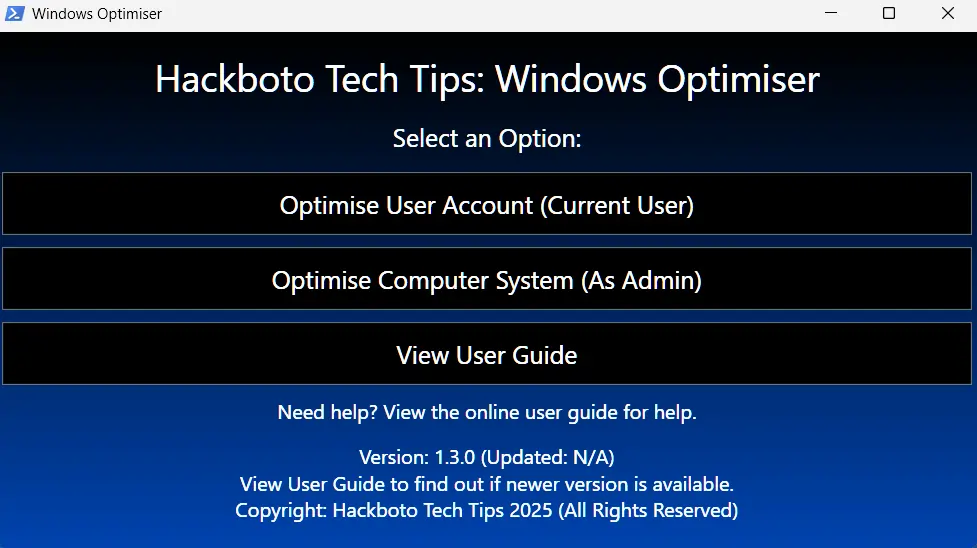 Windows Optimiser
Hackboto Tech Tips: Windows Optimiser
Select an Option:
Optimise User Account (Current User)
Optimise Computer System (As Admin)
View User Guide
Need help? View the online user guide for help.
Version: 1.3.0 (Updated: N/A)
View User Guide to find out if newer version is available.
Copyright: Hackboto Tech Tips 2025 (All Rights Reserved)